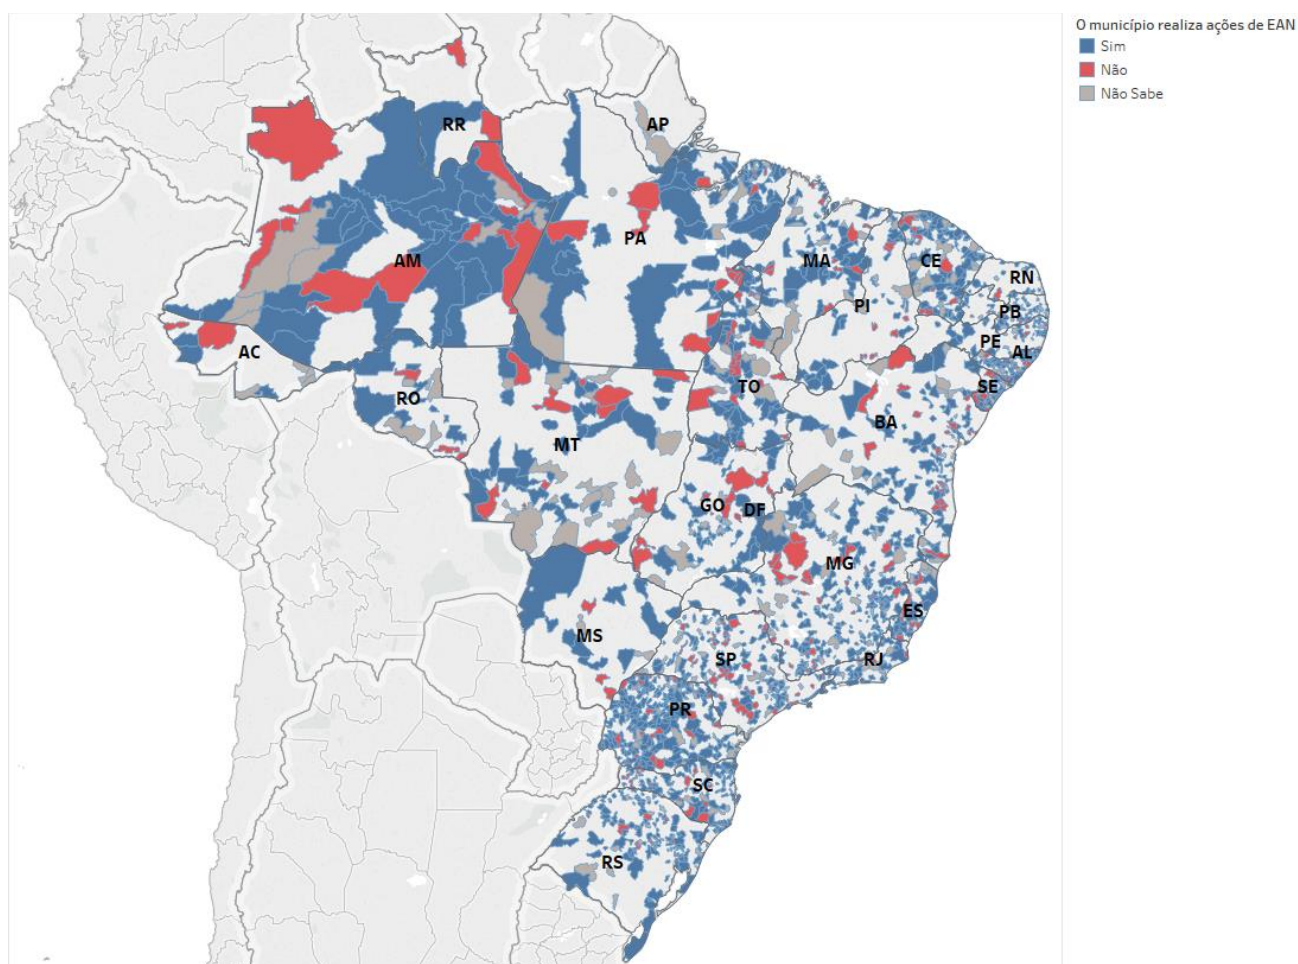 O município realiza ações de EAN
Sim
Não
Não Sabe
RR
AP
AM
PA
MA
CE
RN
PI
PB
PE
AL
AC
TO
SE
RO
BA
MT
GO
DF
MG
ES
MS
SP
RJ
PR
SC
RS